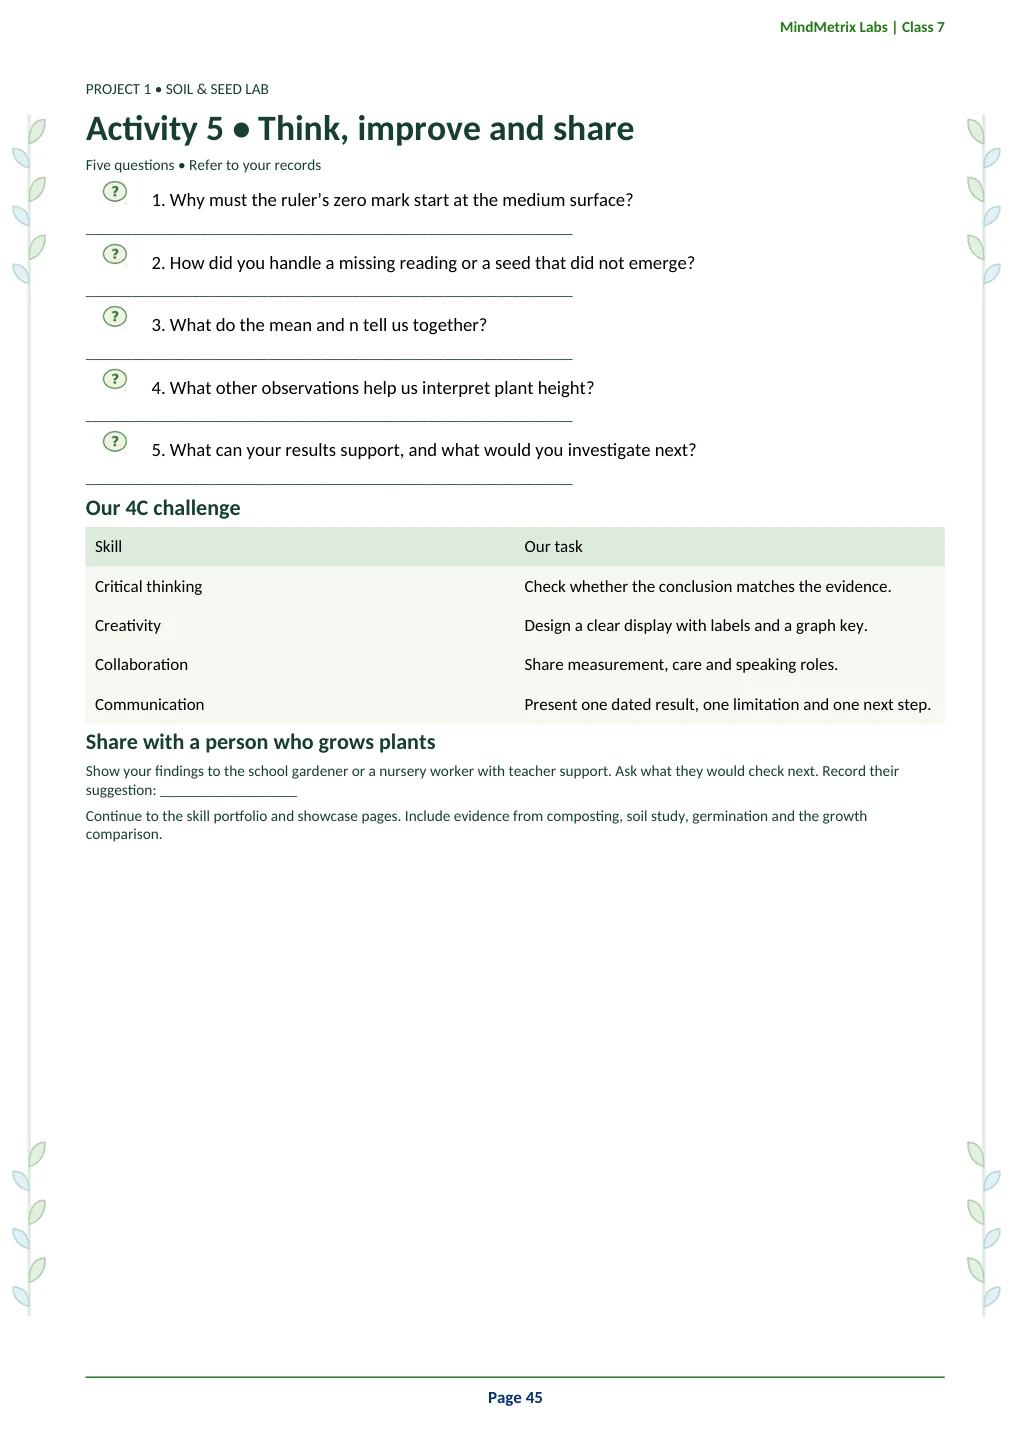 MindMetrix Labs | Class 7
PROJECT 1 • SOIL & SEED LAB
Activity 5 • Think, improve and share
Five questions • Refer to your records
? 1. Why must the ruler’s zero mark start at the medium surface?
? 2. How did you handle a missing reading or a seed that did not emerge?
? 3. What do the mean and n tell us together?
? 4. What other observations help us interpret plant height?
? 5. What can your results support, and what would you investigate next?
Our 4C challenge
Skill Our task
Critical thinking Check whether the conclusion matches the evidence.
Creativity Design a clear display with labels and a graph key.
Collaboration Share measurement, care and speaking roles.
Communication Present one dated result, one limitation and one next step.
Share with a person who grows plants
Show your findings to the school gardener or a nursery worker with teacher support. Ask what they would check next. Record their
suggestion: __________________
Continue to the skill portfolio and showcase pages. Include evidence from composting, soil study, germination and the growth
comparison.
Page 45